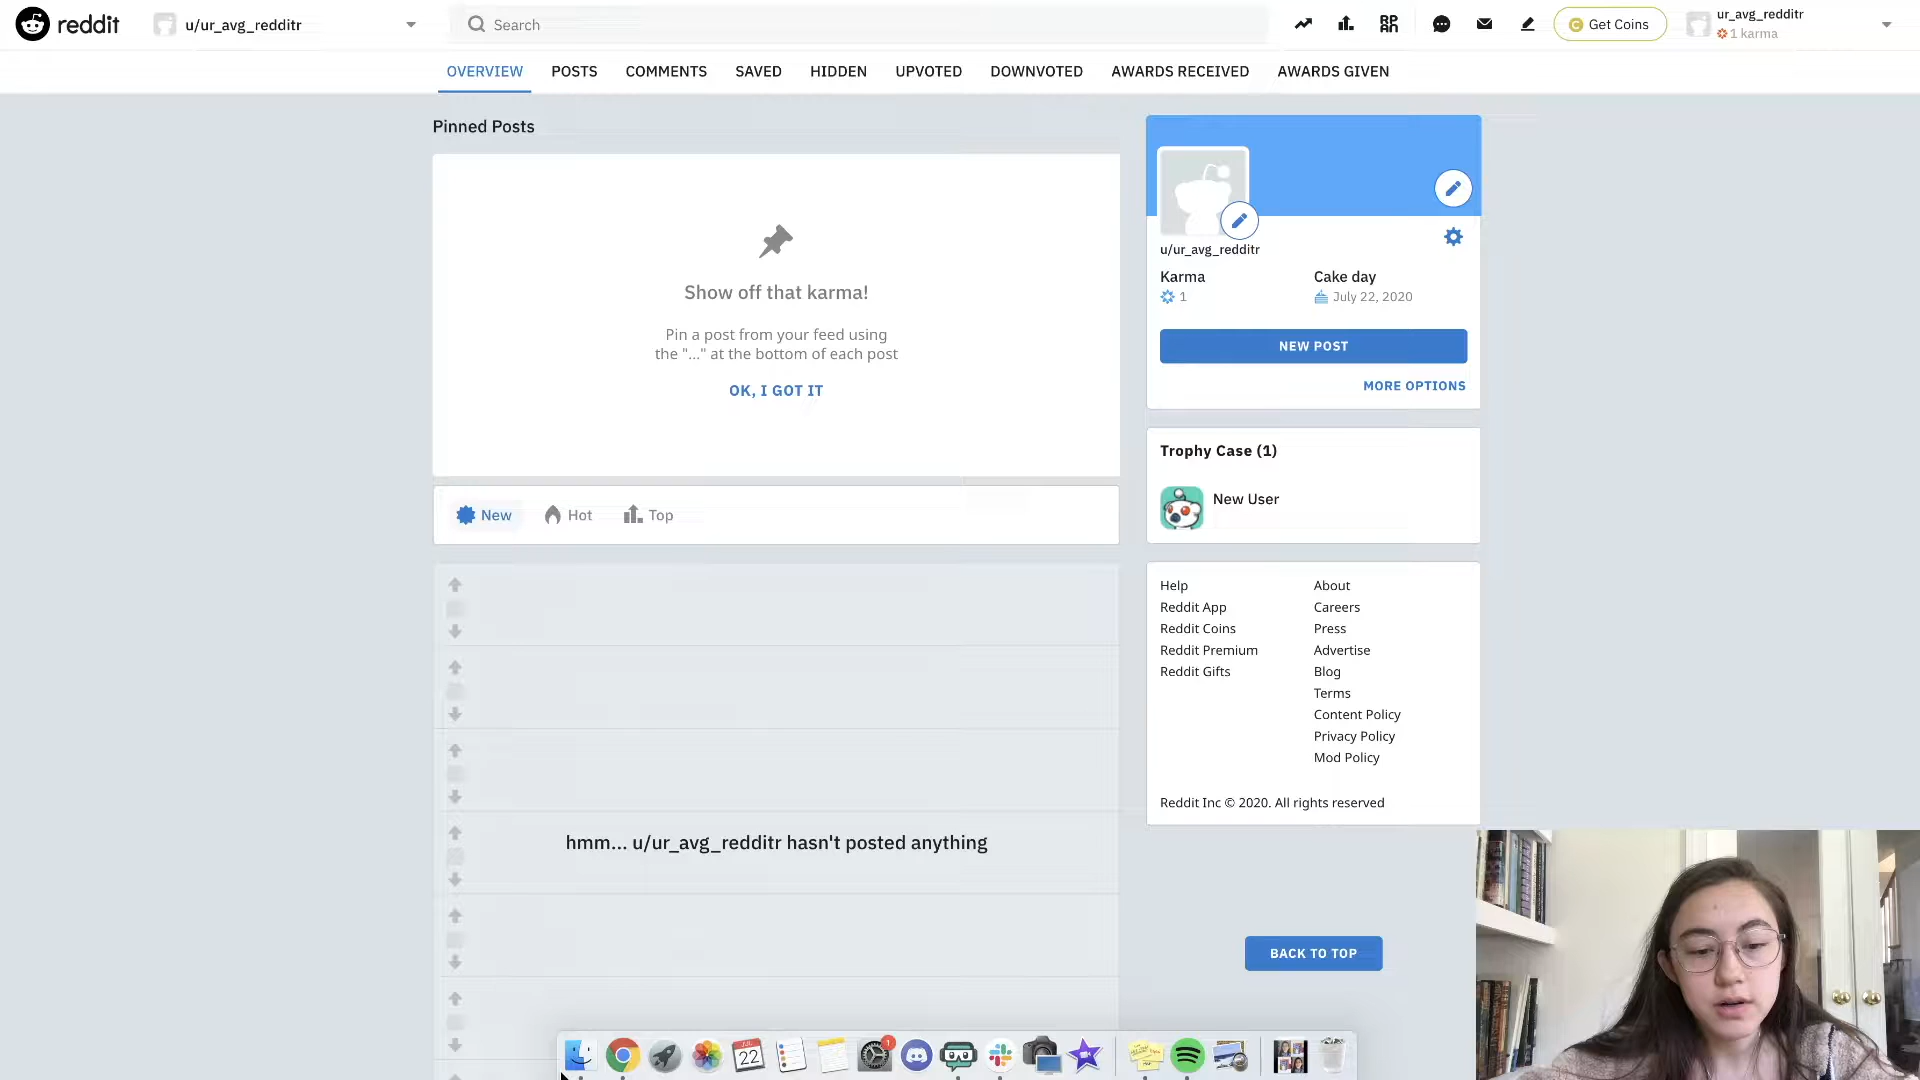 reddit
u/ur_avg_redditr
Search
Get Coins
ur_avg_redditr
1 karma
OVERVIEW
POSTS
COMMENTS
SAVED
HIDDEN
UPVOTED
DOWNVOTED
AWARDS RECEIVED
AWARDS GIVEN
Pinned Posts
Show off that karma!
Pin a post from your feed using
the "..." at the bottom of each post
OK, I GOT IT
New
Hot
Top
hmm... u/ur_avg_redditr hasn't posted anything
u/ur_avg_redditr
Karma
Cake day
1
July 22, 2020
NEW POST
MORE OPTIONS
Trophy Case (1)
New User
Help
About
Reddit App
Careers
Reddit Coins
Press
Reddit Premium
Advertise
Reddit Gifts
Blog
Terms
Content Policy
Privacy Policy
Mod Policy
Reddit Inc © 2020. All rights reserved
BACK TO TOP
22
1